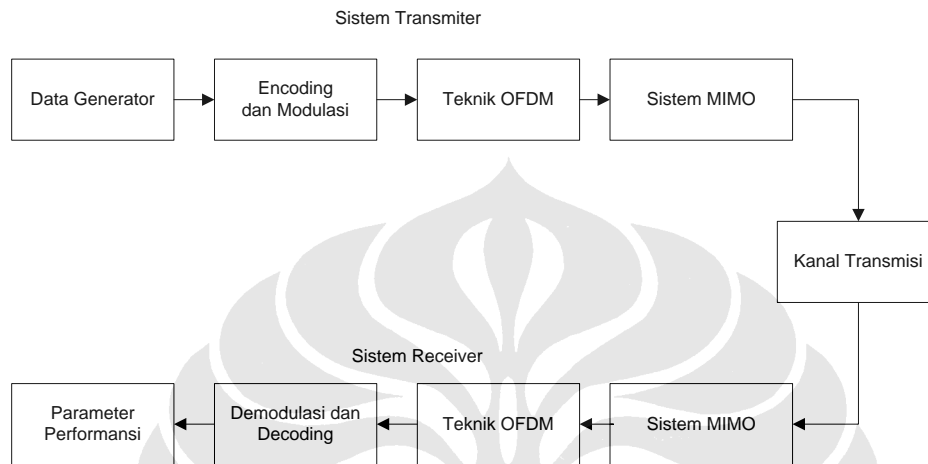 Sistem Transmiter
Data Generator
Encoding
dan Modulasi
Teknik OFDM
Sistem MIMO
Kanal Transmisi
Sistem Receiver
Parameter
Performansi
Demodulasi dan
Decoding
Teknik OFDM
Sistem MIMO